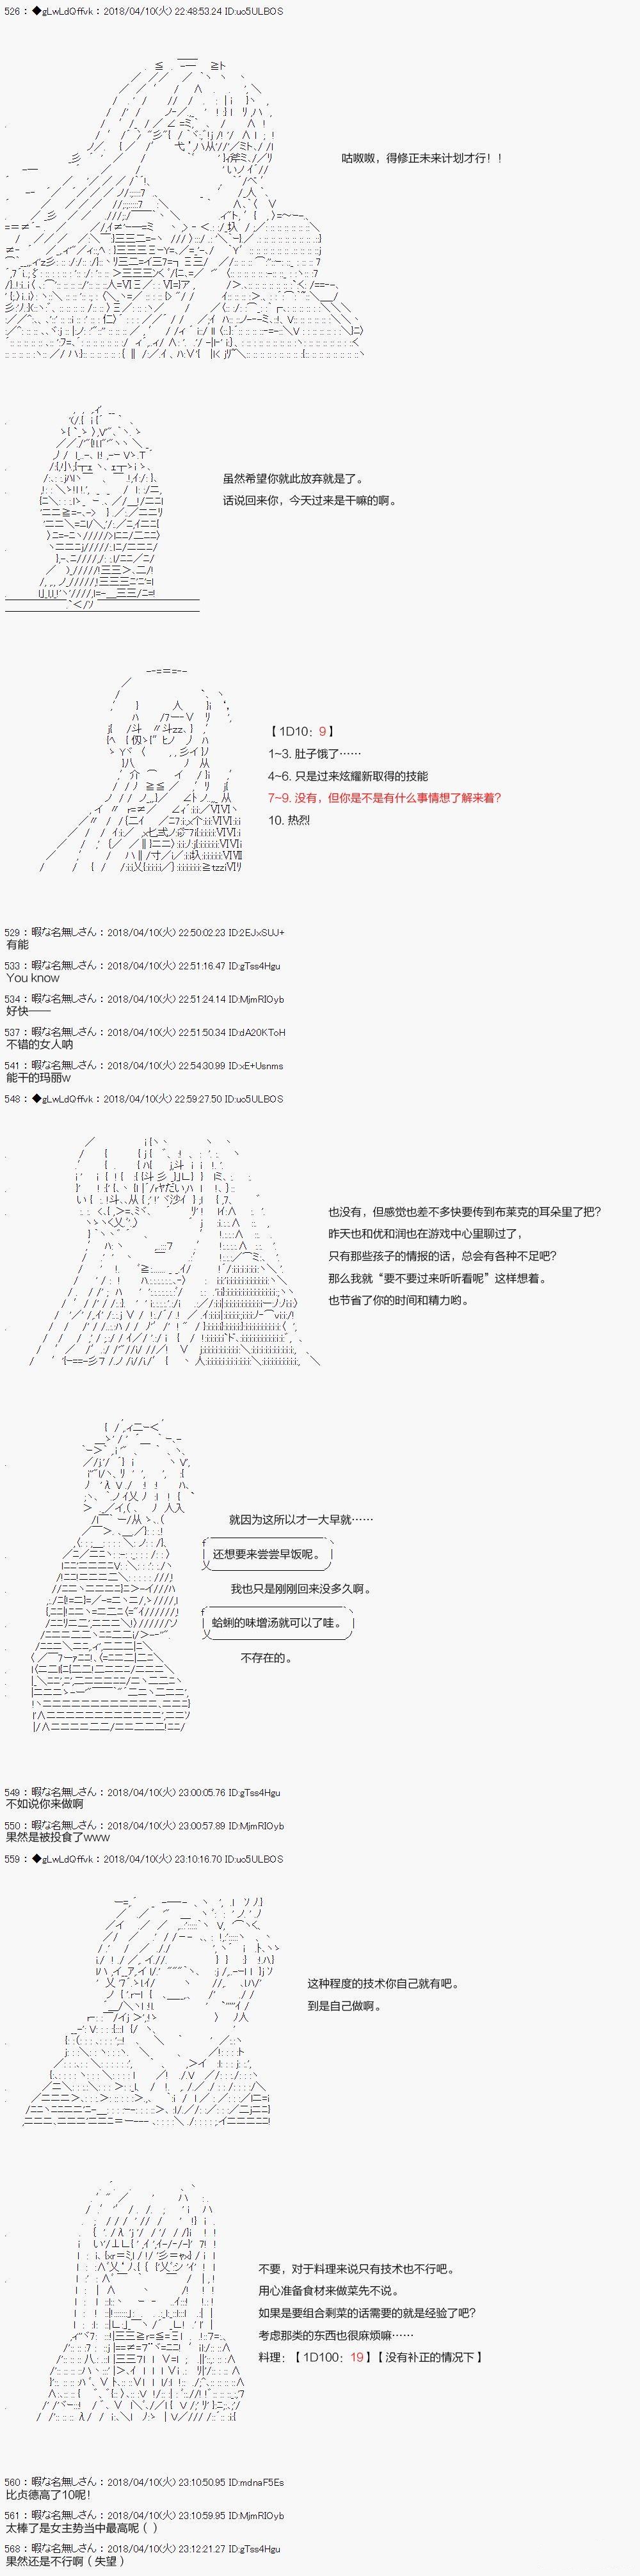 526 ： ◆gLwLdQffvk ： 2018/04/10(火) 22:48:53.24 ID:uo5ULBOS
咕呶呶，得修正未来计划才行！！
虽然希望你就此放弃就是了。
话说回来你，今天过来是干嘛的啊。
【1D10：9】
1~3. 肚子饿了……
4~6. 只是过来炫耀新取得的技能
7~9. 没有，但你是不是有什么事情想了解来着？
10. 热烈
529 ： 暇な名無しさん ： 2018/04/10(火) 22:50:02.23 ID:2EJxSUJ+
有能
533 ： 暇な名無しさん ： 2018/04/10(火) 22:51:16.47 ID:gTss4Hgu
You know
534 ： 暇な名無しさん ： 2018/04/10(火) 22:51:24.14 ID:MjmRIOyb
好快——
537 ： 暇な名無しさん ： 2018/04/10(火) 22:51:50.34 ID:dA20KToH
不错的女人呐
541 ： 暇な名無しさん ： 2018/04/10(火) 22:54:30.99 ID:xE+Usnms
能干的玛丽w
548 ： ◆gLwLdQffvk ： 2018/04/10(火) 22:59:27.50 ID:uo5ULBOS
也没有，但感觉也差不多快要传到布莱克的耳朵里了把？
昨天也和优和润也在游戏中心里聊过了，
只有那些孩子的情报的话，总会有各种不足吧？
那么我就“要不要过来听听看呢”这样想着。
也节省了你的时间和精力哟。
就因为这所以才一大早就……
还想要来尝尝早饭呢。
我也只是刚刚回来没多久啊。
蛤蜊的味增汤就可以了哇。
不存在的。
549 ： 暇な名無しさん ： 2018/04/10(火) 23:00:05.76 ID:gTss4Hgu
不如说你来做啊
550 ： 暇な名無しさん ： 2018/04/10(火) 23:00:57.89 ID:MjmRIOyb
果然是被投食了www
559 ： ◆gLwLdQffvk ： 2018/04/10(火) 23:10:16.70 ID:uo5ULBOS
这种程度的技术你自己就有吧。
到是自己做啊。
不要，对于料理来说只有技术也不行吧。
用心准备食材来做菜先不说。
如果是要组合剩菜的话需要的就是经验了吧？
考虑那类的东西也很麻烦嘛……
料理：【1D100：19】【没有补正的情况下】
560 ： 暇な名無しさん ： 2018/04/10(火) 23:10:50.95 ID:mdnaF5Es
比贞德高了10呢！
561 ： 暇な名無しさん ： 2018/04/10(火) 23:10:59.95 ID:MjmRIOyb
太棒了是女主势当中最高呢（ ）
568 ： 暇な名無しさん ： 2018/04/10(火) 23:12:21.27 ID:gTss4Hgu
果然还是不行啊（失望）